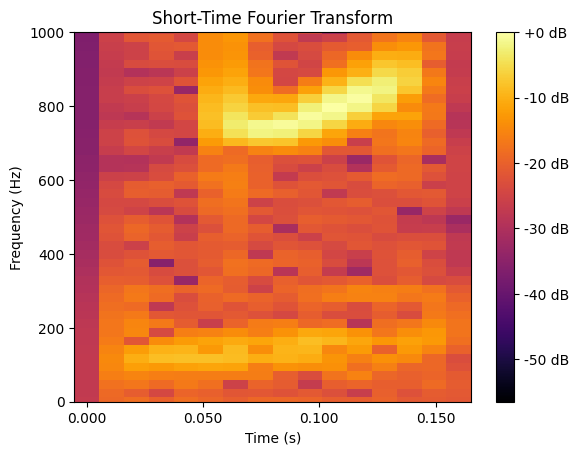 Short-Time Fourier Transform
1000
800
600
400
200
0
Frequency (Hz)
0.000
0.050
0.100
0.150
Time (s)
+0 dB
-10 dB
-20 dB
-30 dB
-40 dB
-50 dB